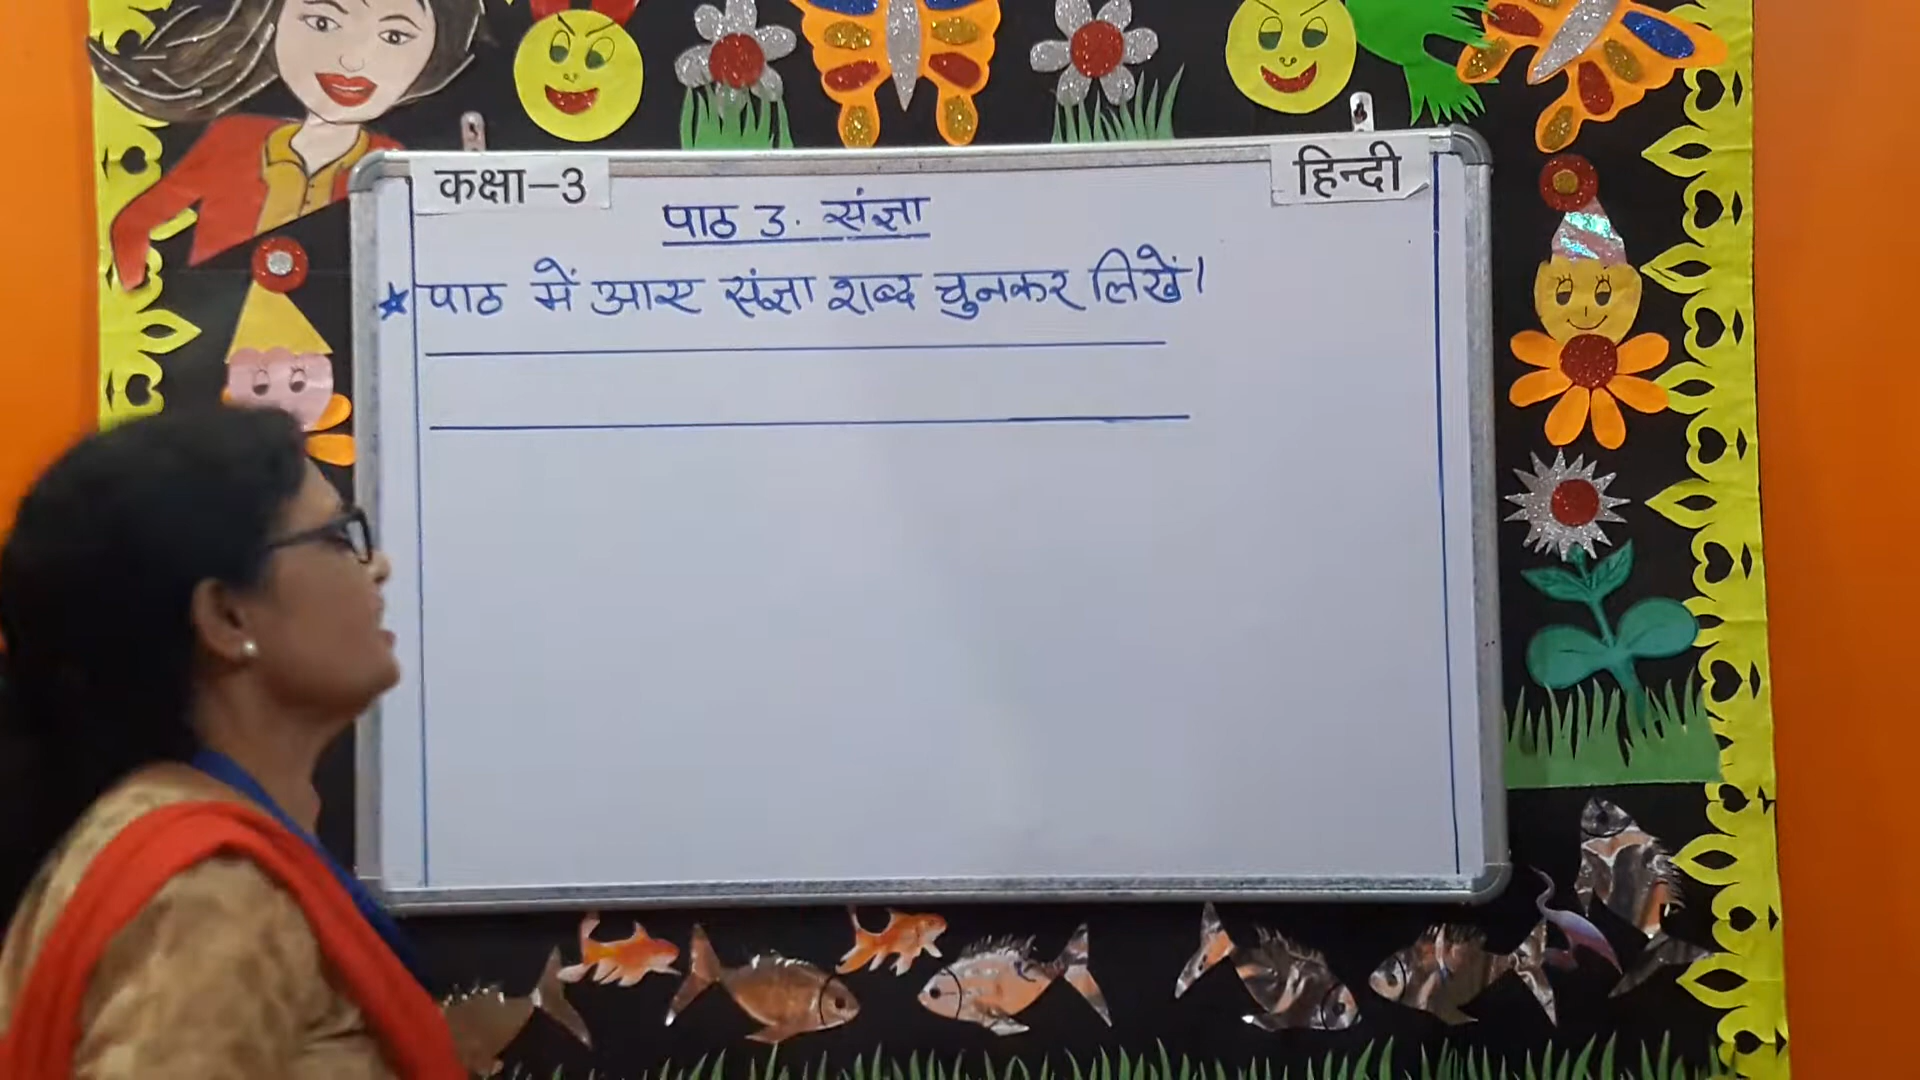 कक्षा–3
हिन्दी
पाठ 3. संज्ञा
★ पाठ में आए संज्ञा शब्द चुनकर लिखें।